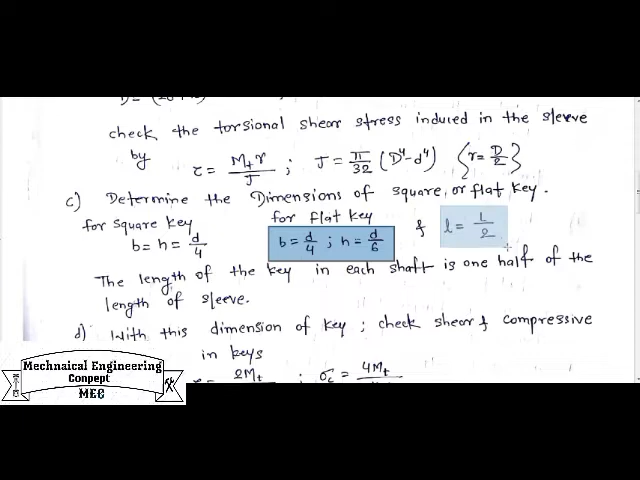 check the torsional shear stress induced in the sleeve
by τ = Mt r / J ; J = π/32 (D⁴ - d⁴) {r = D/2}
c) Determine the Dimensions of square or flat key.
for square key for flat key
b = h = d/4 b = d/4 ; h = d/6 & l = L/2
The length of the key in each shaft is one half of the
length of sleeve.
d) With this dimension of key ; check shear & compressive
in keys
2Mt ; σc = 4Mt
Mechnaical Engineering
Conpept
MEC